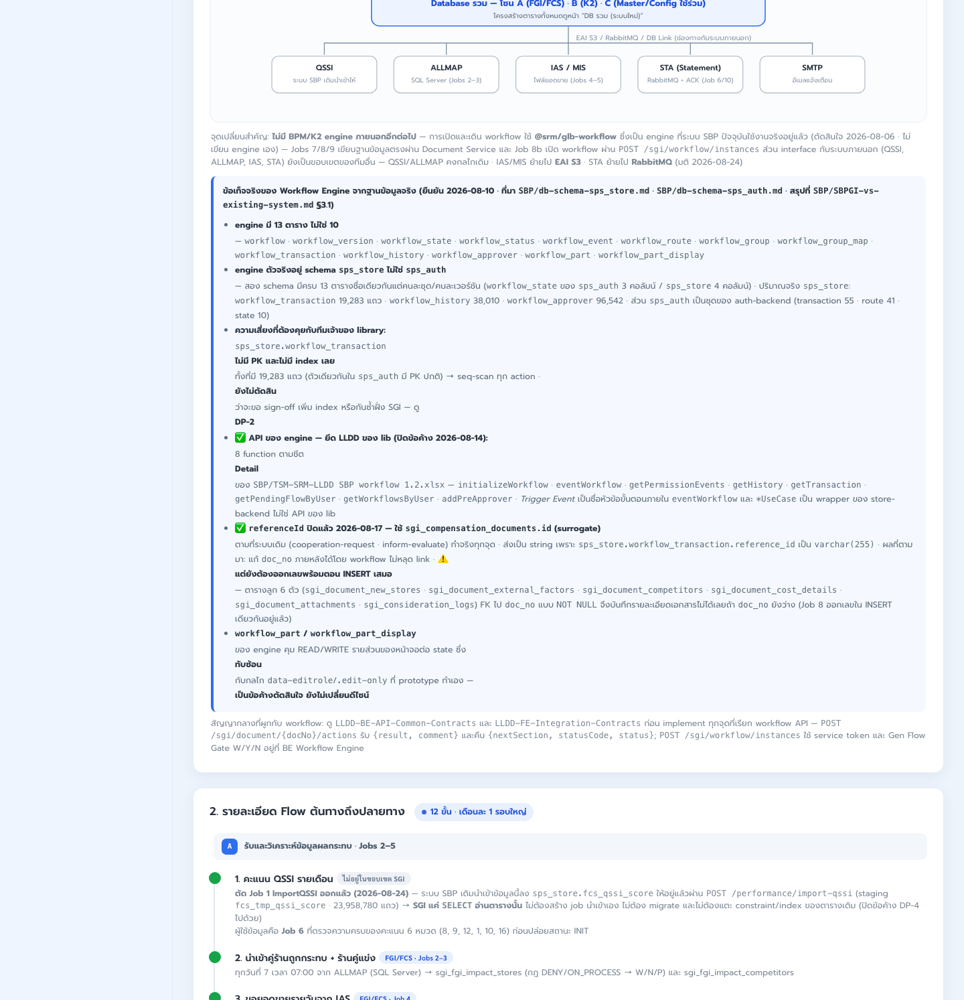 Database รวม — โซน A (FGI/FCS) · B (K2) · C (Master/Config ใช้ร่วม)
โครงสร้างตารางทั้งหมดดูหน้า "DB รวม (ระบบใหม่)"
EAI S3 / RabbitMQ / DB Link (ช่องทางกับระบบภายนอก)
QSSI
ระบบ SBP เดิมนำเข้าให้
ALLMAP
SQL Server (Jobs 2–3)
IAS / MIS
ไฟล์ยอดขาย (Jobs 4–5)
STA (Statement)
RabbitMQ + ACK (Job 6/10)
SMTP
อีเมลแจ้งเตือน
จุดเปลี่ยนสำคัญ: ไม่มี BPM/K2 engine ภายนอกอีกต่อไป — การเปิดและเดิน workflow ใช้ @srm/glb-workflow ซึ่งเป็น engine ที่ระบบ SBP ปัจจุบันใช้งานจริงอยู่แล้ว (ตัดสินใจ 2026-08-06 · ไม่
เขียน engine เอง) — Jobs 7/8/9 เขียนฐานข้อมูลตรงผ่าน Document Service และ Job 8b เปิด workflow ผ่าน POST /sgi/workflow/instances ส่วน interface กับระบบภายนอก (QSSI,
ALLMAP, IAS, STA) ยังเป็นขอบเขตของทีมอื่น — QSSI/ALLMAP คงกลไกเดิม · IAS/MIS ย้ายไป EAI S3 · STA ย้ายไป RabbitMQ (มติ 2026-08-24)
ข้อเท็จจริงของ Workflow Engine จากฐานข้อมูลจริง (ยืนยัน 2026-08-10 · ที่มา SBP/db-schema-sps_store.md · SBP/db-schema-sps_auth.md · สรุปที่ SBP/SBPGI-vs-
existing-system.md §3.1)
• engine มี 13 ตาราง ไม่ใช่ 10
— workflow · workflow_version · workflow_state · workflow_status · workflow_event · workflow_route · workflow_group · workflow_group_map ·
workflow_transaction · workflow_history · workflow_approver · workflow_part · workflow_part_display
• engine ตัวจริงอยู่ schema sps_store ไม่ใช่ sps_auth
— สอง schema มีครบ 13 ตารางชื่อเดียวกันแต่คนละชุด/คนละเวอร์ชัน (workflow_state ของ sps_auth 3 คอลัมน์ / sps_store 4 คอลัมน์) · ปริมาณจริง sps_store:
workflow_transaction 19,283 แถว · workflow_history 38,010 · workflow_approver 96,542 · ส่วน sps_auth เป็นชุดของ auth-backend (transaction 55 · route 41 ·
state 10)
• ความเสี่ยงที่ต้องคุยกับทีมเจ้าของ library:
sps_store.workflow_transaction
ไม่มี PK และไม่มี index เลย
ทั้งที่มี 19,283 แถว (ตัวเดียวกันใน sps_auth มี PK ปกติ) → seq-scan ทุก action ·
ยังไม่ตัดสิน
ว่าจะขอ sign-off เพิ่ม index หรือกันซ้ำฝั่ง SGI — ดู
DP-2
• ✅ API ของ engine — ยึด LLDD ของ lib (ปิดข้อค้าง 2026-08-14):
8 function ตามชีต
Detail
ของ SBP/TSM-SRM-LLDD SBP workflow 1.2.xlsx — initializeWorkflow · eventWorkflow · getPermissionEvents · getHistory · getTransaction ·
getPendingFlowByUser · getWorkflowsByUser · addPreApprover · Trigger Event เป็นชื่อหัวข้อขั้นตอนภายใน eventWorkflow และ *UseCase เป็น wrapper ของ store-
backend ไม่ใช่ API ของ lib
• ✅ referenceId ปิดแล้ว 2026-08-17 — ใช้ sgi_compensation_documents.id (surrogate)
ตามที่ระบบเดิม (cooperation-request · inform-evaluate) ทำจริงทุกจุด · ส่งเป็น string เพราะ sps_store.workflow_transaction.reference_id เป็น varchar(255) · ผลที่ตาม
มา: แก้ doc_no ภายหลังได้โดย workflow ไม่หลุด link · ⚠️
แต่ยังต้องออกเลขพร้อมตอน INSERT เสมอ
— ตารางลูก 6 ตัว (sgi_document_new_stores · sgi_document_external_factors · sgi_document_competitors · sgi_document_cost_details ·
sgi_document_attachments · sgi_consideration_logs) FK ไป doc_no แบบ NOT NULL จึงบันทึกรายละเอียดเอกสารไม่ได้เลยถ้า doc_no ยังว่าง (Job 8 ออกเลขใน INSERT
เดียวกันอยู่แล้ว)
• workflow_part / workflow_part_display
ของ engine คุม READ/WRITE รายส่วนของหน้าจอต่อ state ซึ่ง
ทับซ้อน
กับกลไก data-editrole/.edit-only ที่ prototype ทำเอง —
เป็นข้อค้างตัดสินใจ ยังไม่เปลี่ยนดีไซน์
สัญญากลางที่ผูกกับ workflow: ดู LLDD-BE-API-Common-Contracts และ LLDD-FE-Integration-Contracts ก่อน implement ทุกจุดที่เรียก workflow API — POST
/sgi/document/{docNo}/actions รับ {result, comment} และคืน {nextSection, statusCode, status}; POST /sgi/workflow/instances ใช้ service token และ Gen Flow
Gate W/Y/N อยู่ที่ BE Workflow Engine
2. รายละเอียด Flow ต้นทางถึงปลายทาง
● 12 ขั้น · เดือนละ 1 รอบใหญ่
A รับและวิเคราะห์ข้อมูลผลกระทบ · Jobs 2–5
1. คะแนน QSSI รายเดือน ไม่อยู่ในขอบเขต SGI
ตัด Job 1 ImportQSSI ออกแล้ว (2026-08-24) — ระบบ SBP เดิมนำเข้าข้อมูลนี้ลง sps_store.fcs_qssi_score ให้อยู่แล้วผ่าน POST /performance/import-qssi (staging
fcs_tmp_qssi_score · 23,958,780 แถว) → SGI แค่ SELECT อ่านตารางนั้น ไม่ต้องสร้าง job นำเข้าเอง ไม่ต้อง migrate และไม่ต้องแตะ constraint/index ของตารางเดิม (ปิดข้อค้าง DP-4
ไปด้วย)
ผู้ใช้ข้อมูลคือ Job 6 ที่ตรวจความครบของคะแนน 6 หมวด (8, 9, 12, 1, 10, 16) ก่อนปล่อยสถานะ INIT
2. นำเข้าคู่ร้านถูกกระทบ + ร้านคู่แข่ง FGI/FCS · Jobs 2–3
ทุกวันที่ 7 เวลา 07:00 จาก ALLMAP (SQL Server) → sgi_fgi_impact_stores (กฎ DENY/ON_PROCESS → W/N/P) และ sgi_fgi_impact_competitors
3. ขอยอดขายรายวันจาก IAS FGI/FCS · Job 4